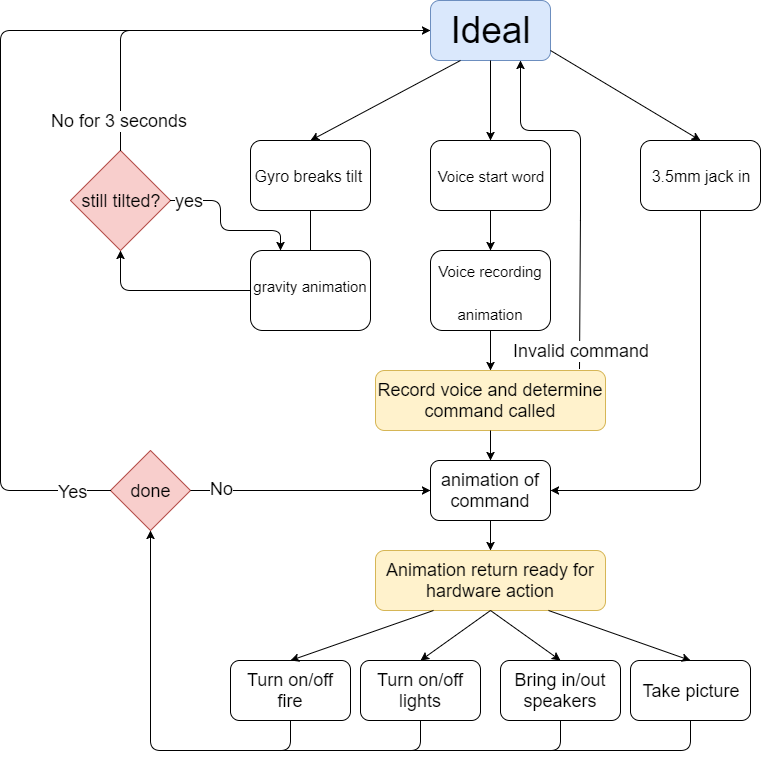 Ideal
No for 3 seconds
Gyro breaks tilt
Voice start word
3.5mm jack in
still tilted?
yes
gravity animation
Voice recording
animation
Invalid command
Record voice and determine
command called
done
Yes
No
animation of
command
Animation return ready for
hardware action
Turn on/off
fire
Turn on/off
lights
Bring in/out
speakers
Take picture